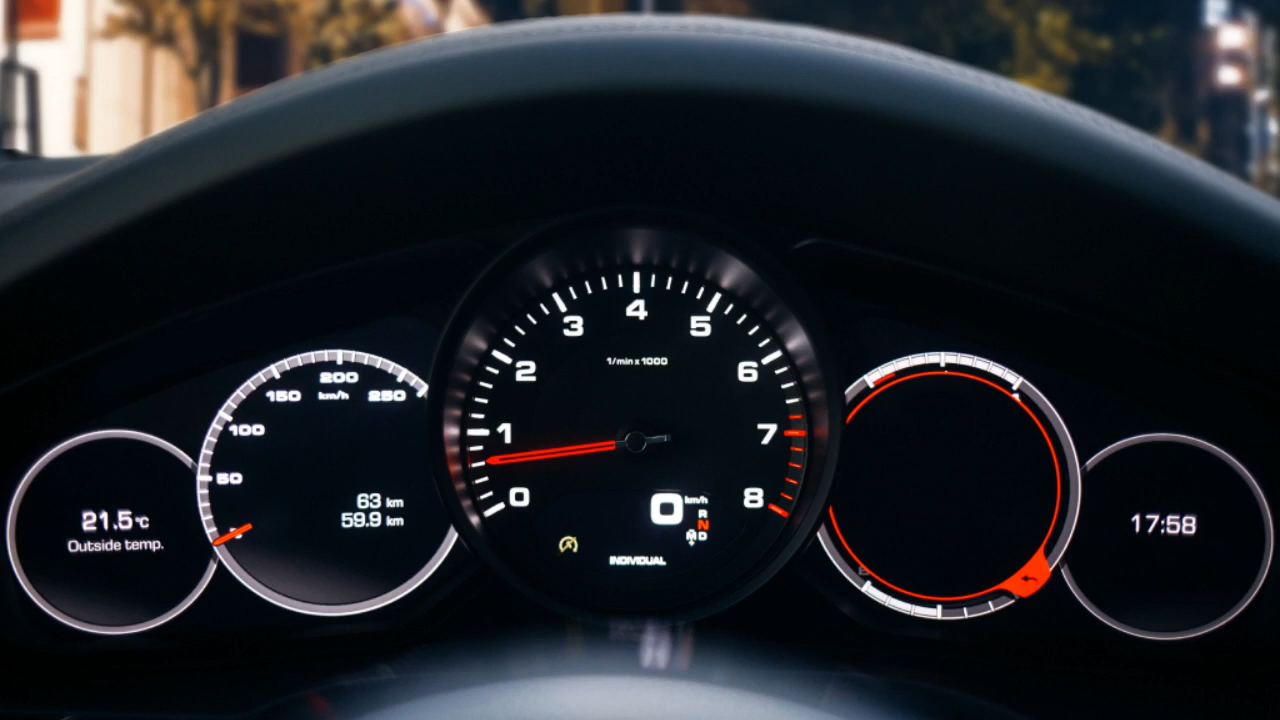 21.5°C
Outside temp.
50
100
150
200
250
km/h
63 km
59.9 km
0
1
2
3
4
5
6
7
8
1/min x 1000
0 km/h
R
N
M D
INDIVIDUAL
17:58